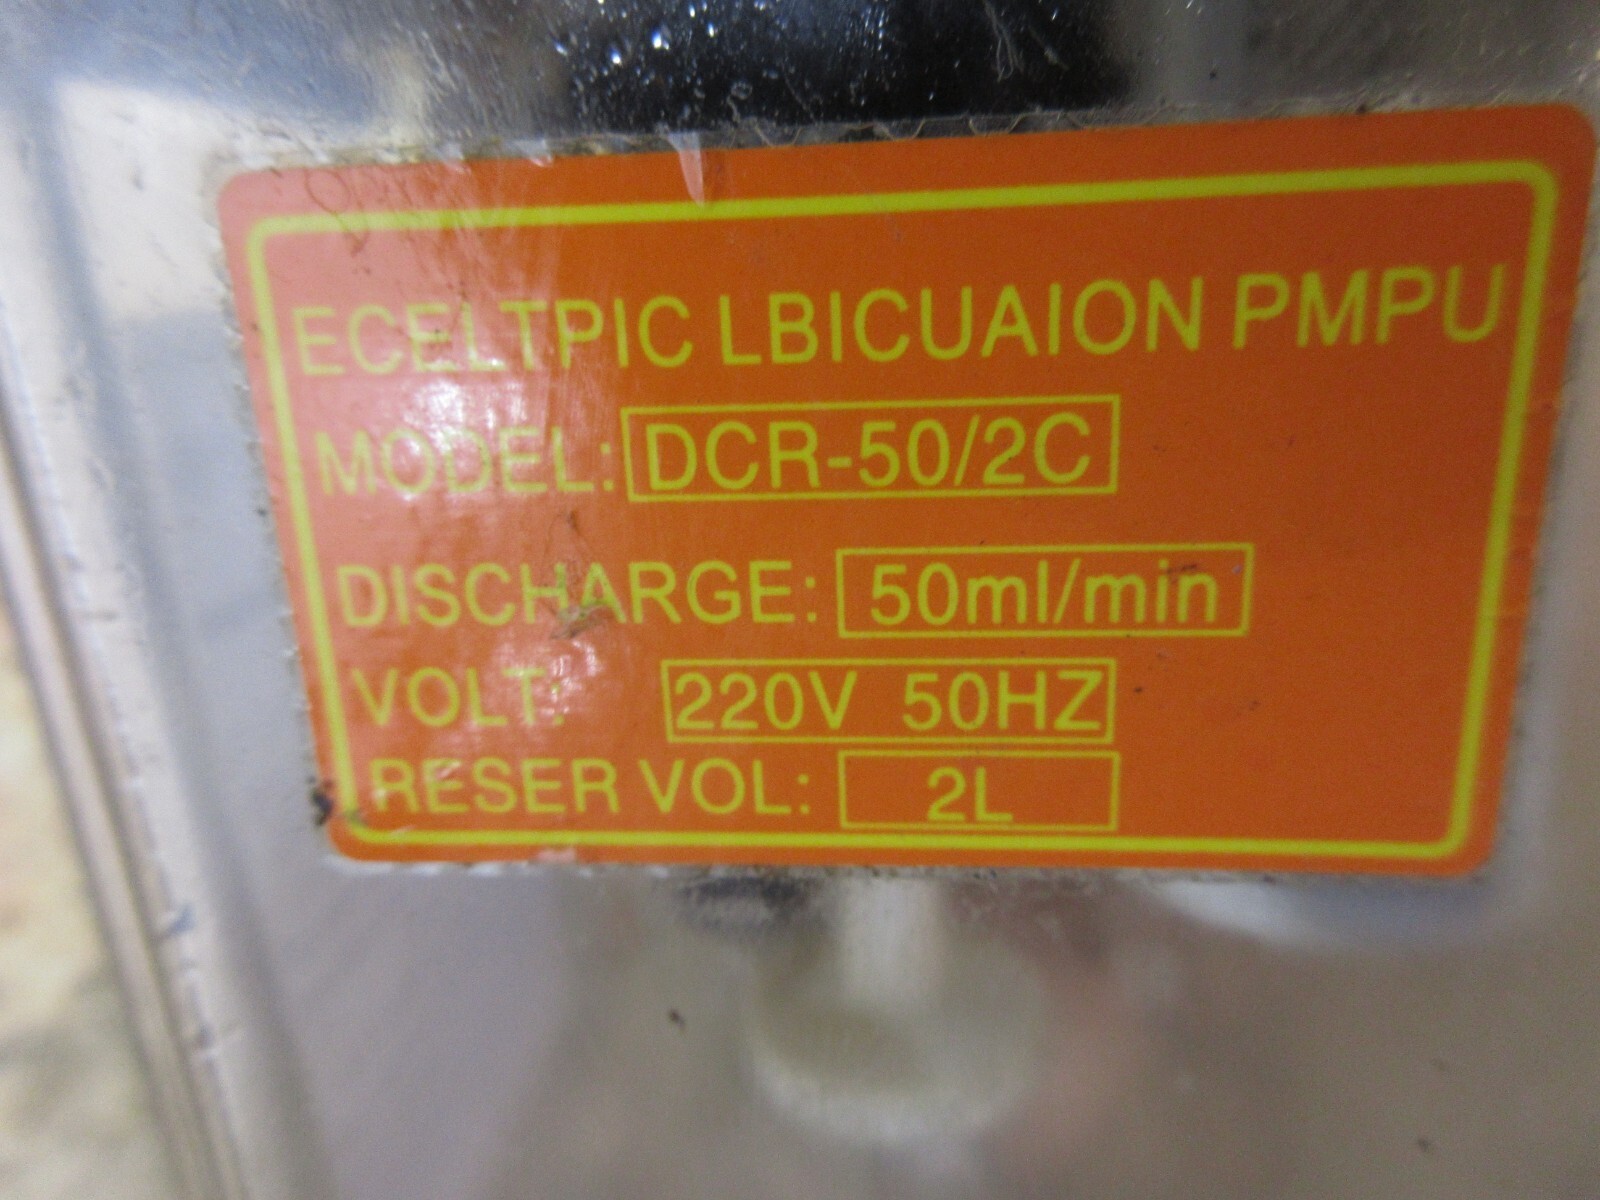 ECELTPIC LBICUAION PMPU
MODEL: DCR-50/2C
DISCHARGE: 50ml/min
VOLT: 220V 50HZ
RESER VOL: 2L